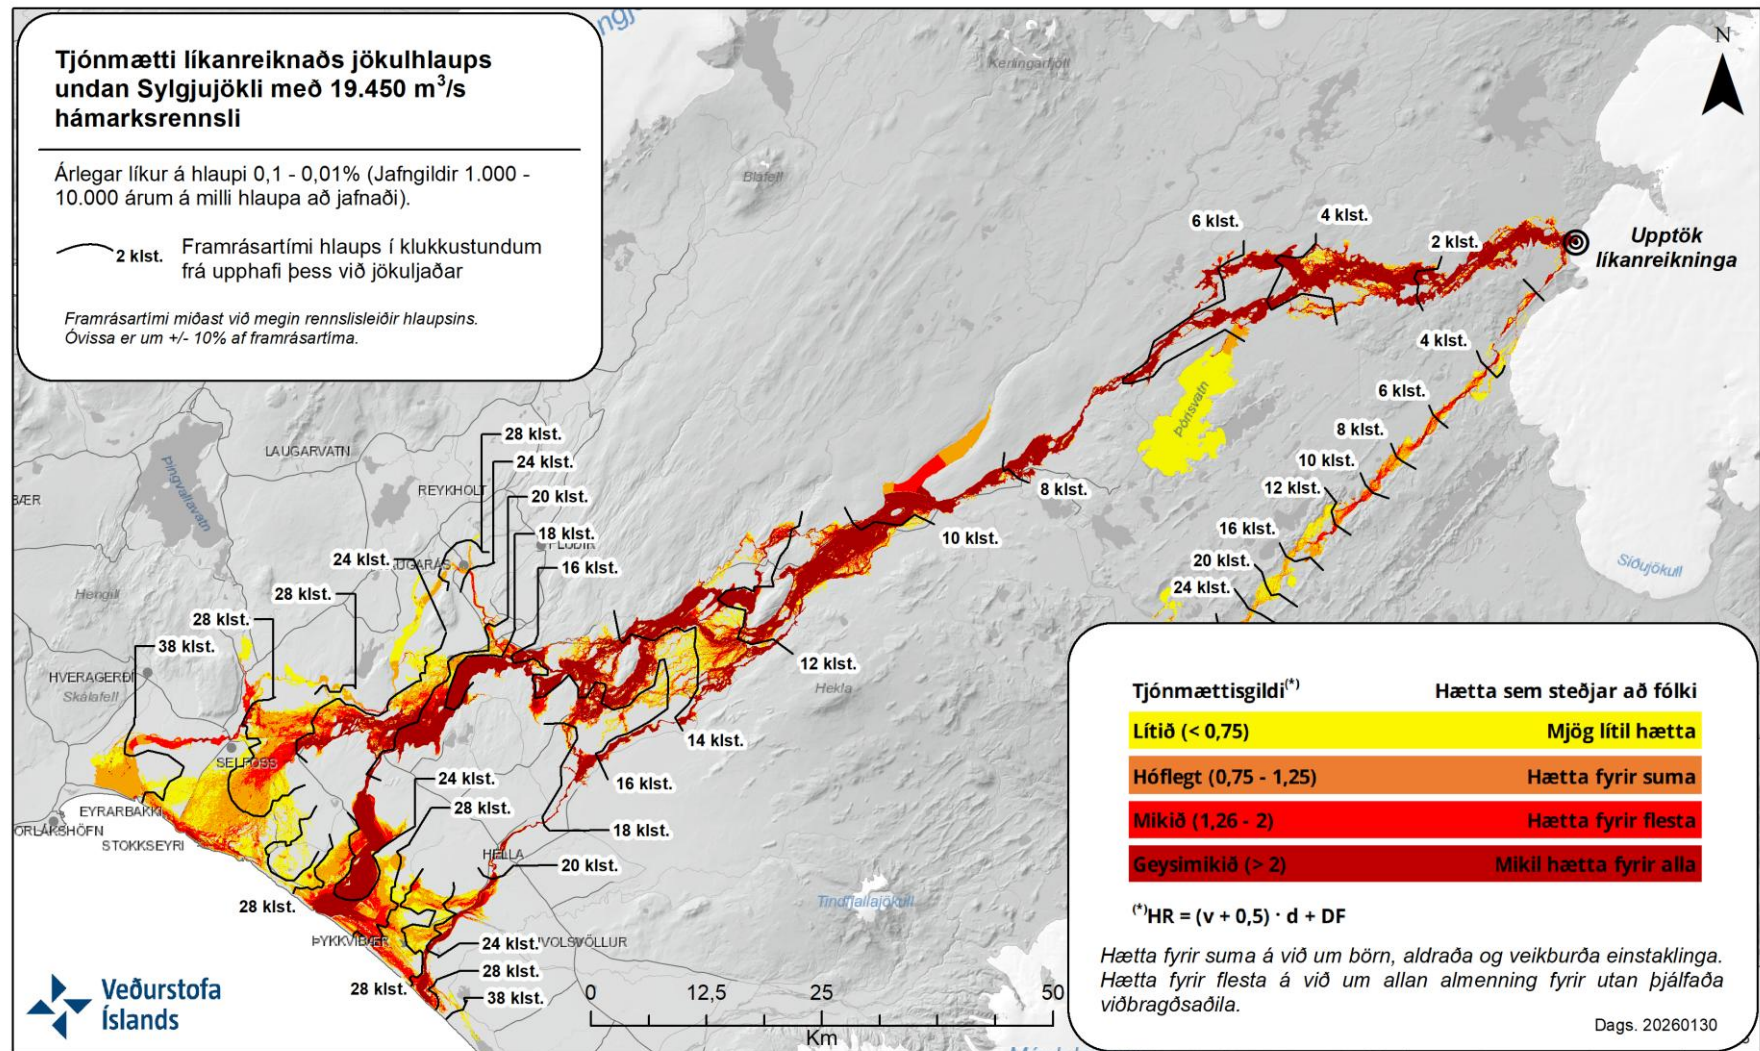 Tjónmætti líkanreiknaðs jökulhlaups
undan Sylgjujökli með 19.450 m³/s
hámarksrennsli
Árlegar líkur á hlaupi 0,1 - 0,01% (Jafngildir 1.000 -
10.000 árum á milli hlaupa að jafnaði).
2 klst.
Framrásartími hlaups í klukkustundum
frá upphafi þess við jökuljaðar
Framrásartími miðast við megin rennslisleiðir hlaupsins.
Óvissa er um +/- 10% af framrásartíma.
Kerlingarfjöll
Bláfell
N
6 klst.
4 klst.
2 klst.
Upptök
líkanreikninga
4 klst.
6 klst.
8 klst.
10 klst.
12 klst.
16 klst.
20 klst.
24 klst.
Þórisvatn
Síðujökull
8 klst.
10 klst.
12 klst.
14 klst.
16 klst.
18 klst.
20 klst.
28 klst.
24 klst.
20 klst.
18 klst.
16 klst.
24 klst.
28 klst.
28 klst.
38 klst.
LAUGARVATN
REYKHOLT
FLÚÐIR
Þingvallavatn
Hengill
HVERAGERÐI
Skálafell
SELFOSS
EYRARBAKKI
STOKKSEYRI
ORLÁKSHÖFN
BÆR
UGARÁS
Hekla
HELLA
Tindfjallajökull
ÞYKKVIBÆR
VOLSVÖLLUR
24 klst.
28 klst.
28 klst.
24 klst.
28 klst.
28 klst.
38 klst.
0 12,5 25 50
Km
Veðurstofa
Íslands
Tjónmættisgildi(*) Hætta sem steðjar að fólki
Lítið (< 0,75) Mjög lítil hætta
Hóflegt (0,75 - 1,25) Hætta fyrir suma
Mikið (1,26 - 2) Hætta fyrir flesta
Geysimikið (> 2) Mikil hætta fyrir alla
(*)HR = (v + 0,5) · d + DF
Hætta fyrir suma á við um börn, aldraða og veikburða einstaklinga.
Hætta fyrir flesta á við um allan almenning fyrir utan þjálfaða
viðbragðsaðila.
Dags. 20260130